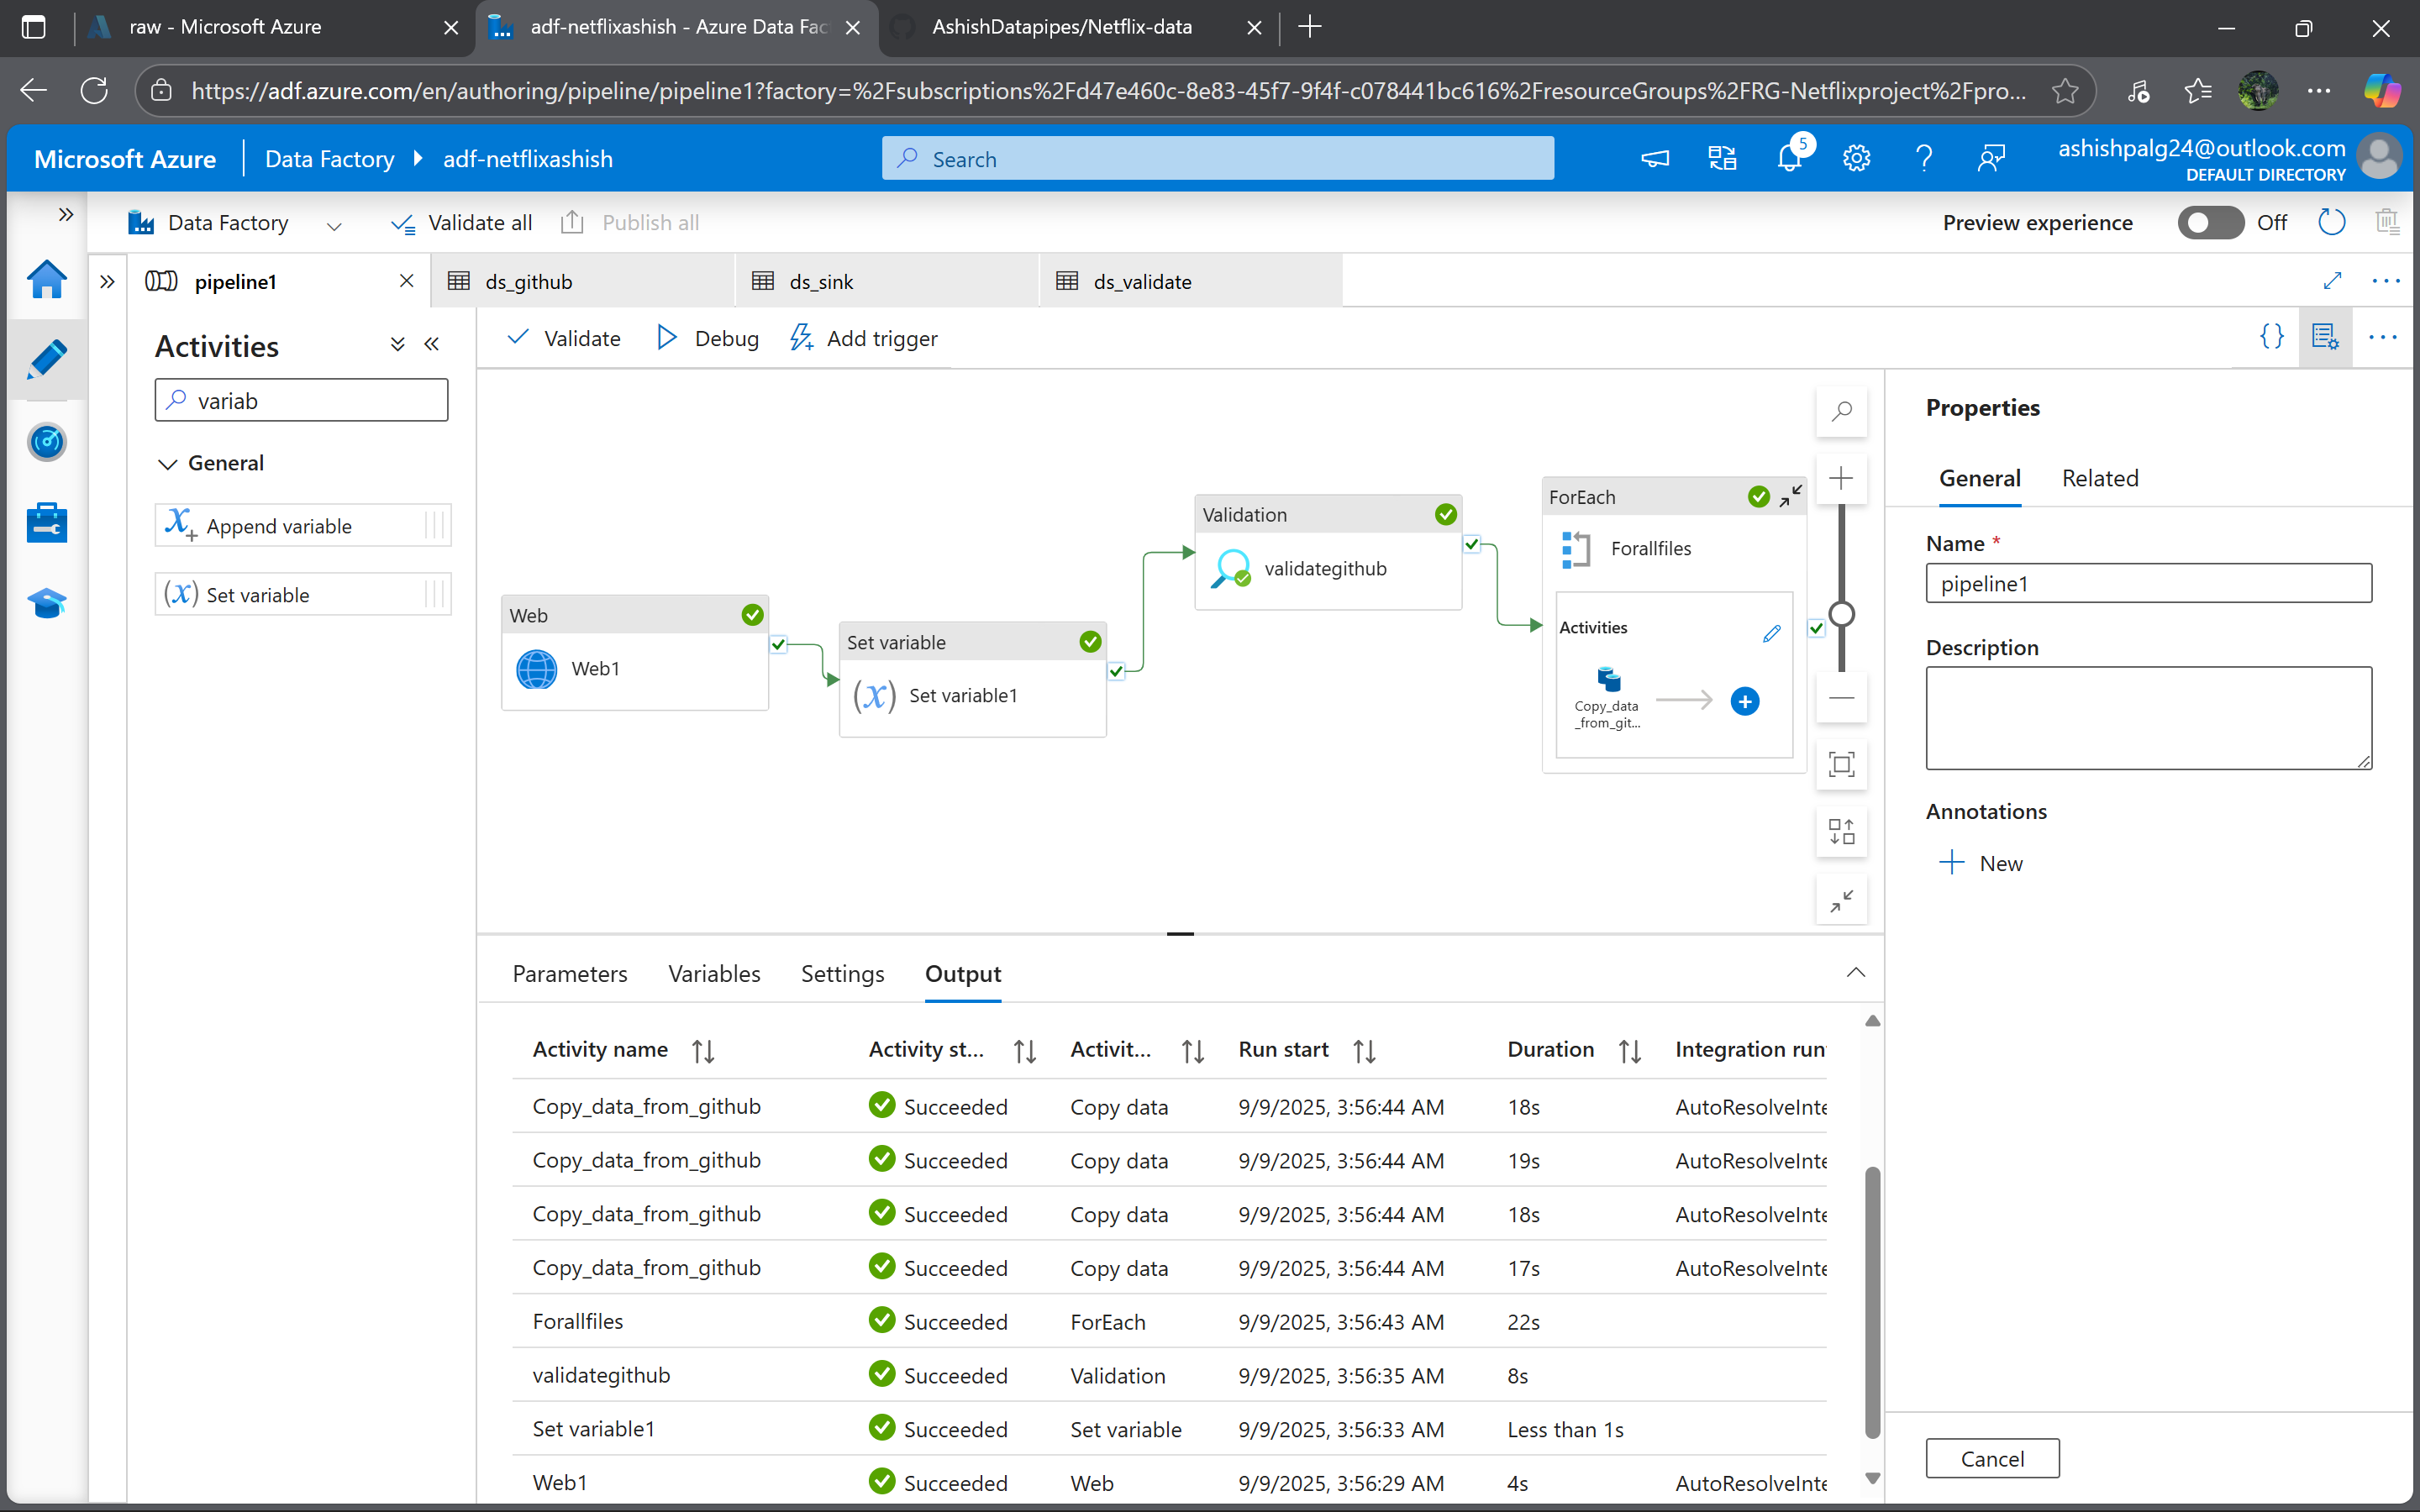 raw - Microsoft Azure
adf-netflixashish - Azure Data Fac
AshishDatapipes/Netflix-data
https://adf.azure.com/en/authoring/pipeline/pipeline1?factory=%2Fsubscriptions%2Fd47e460c-8e83-45f7-9f4f-c078441bc616%2FresourceGroups%2FRG-Netflixproject%2Fpro...
Microsoft Azure
Data Factory
adf-netflixashish
Search
5
ashishpalg24@outlook.com
DEFAULT DIRECTORY
Data Factory
Validate all
Publish all
Preview experience
Off
pipeline1
ds_github
ds_sink
ds_validate
Activities
variab
General
Append variable
Set variable
Validate
Debug
Add trigger
Web
Web1
Set variable
Set variable1
Validation
validategithub
ForEach
Forallfiles
Activities
Copy_data
_from_git...
Properties
General
Related
Name *
pipeline1
Description
Annotations
New
Parameters
Variables
Settings
Output
Activity name Activity st... Activit... Run start Duration Integration run
Copy_data_from_github Succeeded Copy data 9/9/2025, 3:56:44 AM 18s AutoResolveInte
Copy_data_from_github Succeeded Copy data 9/9/2025, 3:56:44 AM 19s AutoResolveInte
Copy_data_from_github Succeeded Copy data 9/9/2025, 3:56:44 AM 18s AutoResolveInte
Copy_data_from_github Succeeded Copy data 9/9/2025, 3:56:44 AM 17s AutoResolveInte
Forallfiles Succeeded ForEach 9/9/2025, 3:56:43 AM 22s
validategithub Succeeded Validation 9/9/2025, 3:56:35 AM 8s
Set variable1 Succeeded Set variable 9/9/2025, 3:56:33 AM Less than 1s
Web1 Succeeded Web 9/9/2025, 3:56:29 AM 4s AutoResolveInte
Cancel